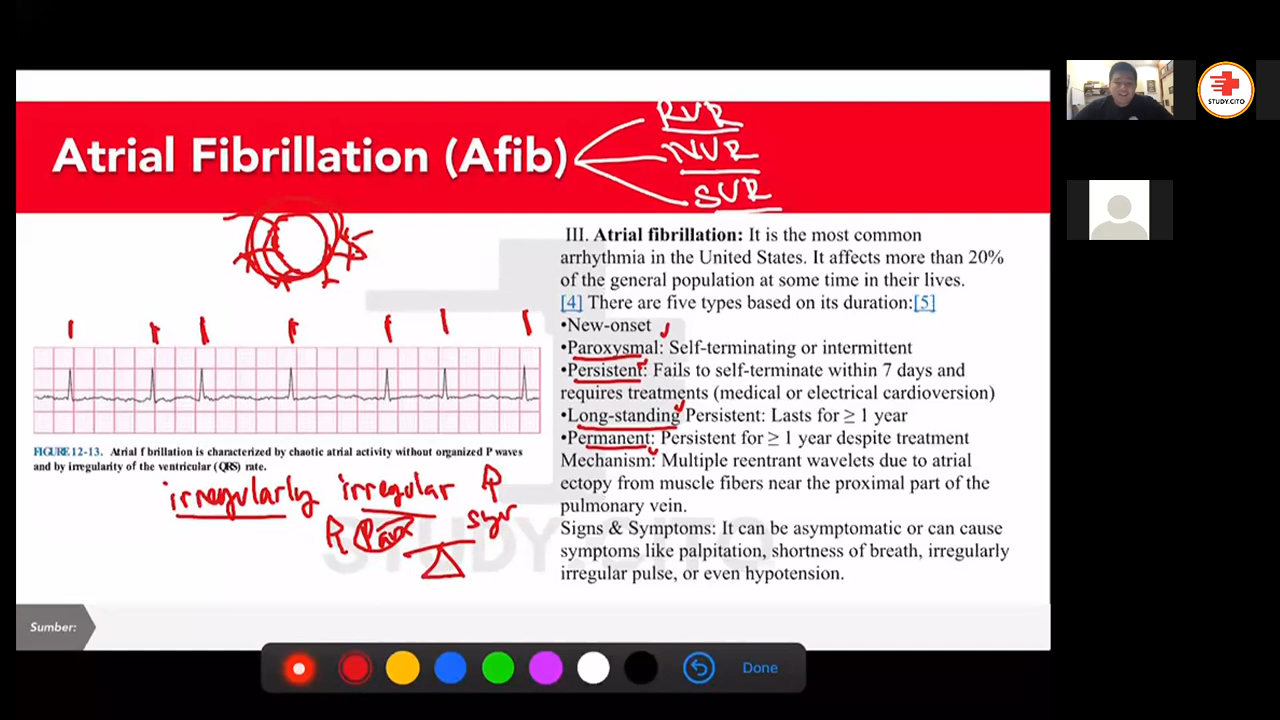 Atrial Fibrillation (Afib)
RVR
NVR
SVR
STUDY.CITO
III. Atrial fibrillation: It is the most common
arrhythmia in the United States. It affects more than 20%
of the general population at some time in their lives.
[4] There are five types based on its duration:[5]
•New-onset
•Paroxysmal: Self-terminating or intermittent
•Persistent: Fails to self-terminate within 7 days and
requires treatments (medical or electrical cardioversion)
•Long-standing Persistent: Lasts for ≥ 1 year
•Permanent: Persistent for ≥ 1 year despite treatment
Mechanism: Multiple reentrant wavelets due to atrial
ectopy from muscle fibers near the proximal part of the
pulmonary vein.
Signs & Symptoms: It can be asymptomatic or can cause
symptoms like palpitation, shortness of breath, irregularly
irregular pulse, or even hypotension.
FIGURE 12-13. Atrial f brillation is characterized by chaotic atrial activity without organized P waves
and by irregularity of the ventricular (QRS) rate.
irregularly irregular
STUDY.CITO
Sumber:
Done